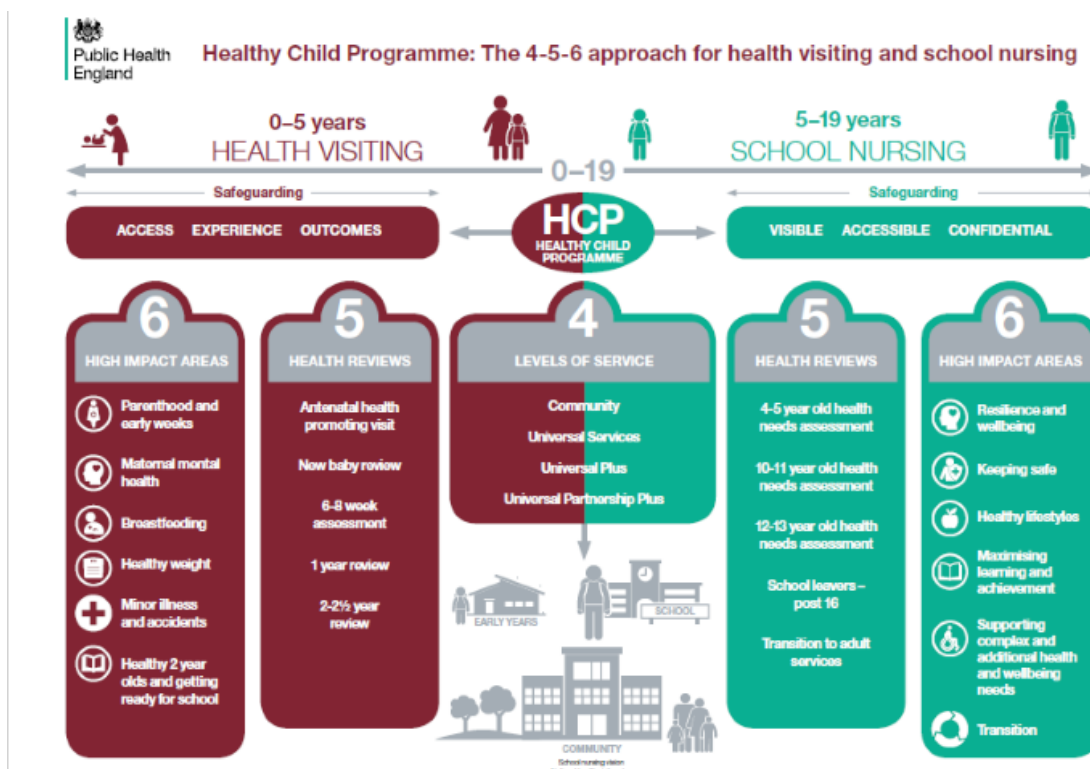 Public Health
England
Healthy Child Programme: The 4-5-6 approach for health visiting and school nursing
0–5 years
HEALTH VISITING
5–19 years
SCHOOL NURSING
0–19
Safeguarding
Safeguarding
ACCESS EXPERIENCE OUTCOMES
HCP
HEALTHY CHILD
PROGRAMME
VISIBLE ACCESSIBLE CONFIDENTIAL
6
HIGH IMPACT AREAS
Parenthood and
early weeks
Maternal mental
health
Breastfeeding
Healthy weight
Minor illness
and accidents
Healthy 2 year
olds and getting
ready for school
5
HEALTH REVIEWS
Antenatal health
promoting visit
New baby review
6-8 week
assessment
1 year review
2-2½ year
review
4
LEVELS OF SERVICE
Community
Universal Services
Universal Plus
Universal Partnership Plus
EARLY YEARS
SCHOOL
COMMUNITY
School nursing vision
5
HEALTH REVIEWS
4-5 year old health
needs assessment
10-11 year old health
needs assessment
12-13 year old health
needs assessment
School leavers –
post 16
Transition to adult
services
6
HIGH IMPACT AREAS
Resilience and
wellbeing
Keeping safe
Healthy lifestyles
Maximising
learning and
achievement
Supporting
complex and
additional health
and wellbeing
needs
Transition